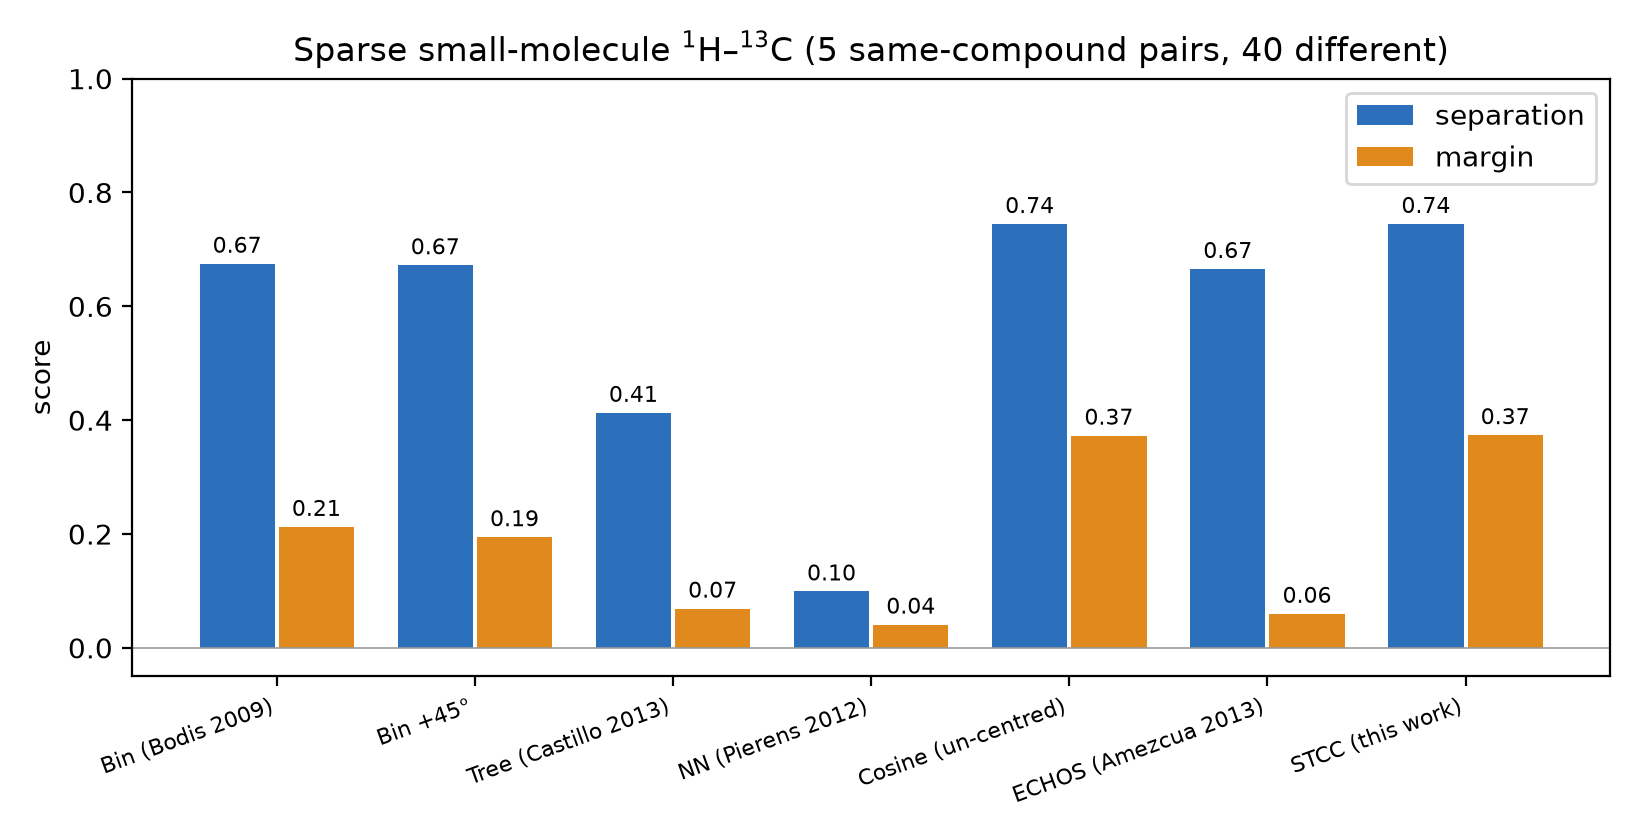 Sparse small-molecule ¹H–¹³C (5 same-compound pairs, 40 different)
separation
margin
score
1.0
0.8
0.6
0.4
0.2
0.0
0.67
0.21
0.67
0.19
0.41
0.07
0.10
0.04
0.74
0.37
0.67
0.06
0.74
0.37
Bin (Bodis 2009)
Bin +45°
Tree (Castillo 2013)
NN (Pierens 2012)
Cosine (un-centred)
ECHOS (Amezcua 2013)
STCC (this work)